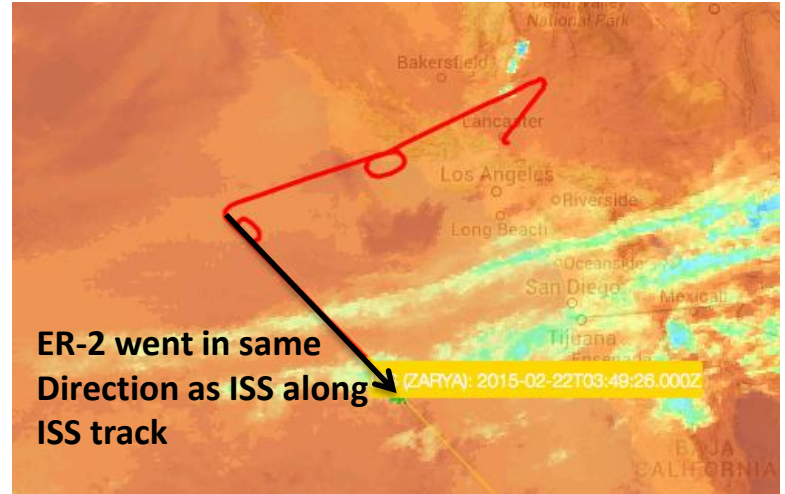 Death Valley
National Park
Bakersfield
Lancaster
Los Angeles
Riverside
Long Beach
Oceanside
San Diego
Mexicali
Tijuana
Ensenada
(ZARYA): 2015-02-22T03:49:26.000Z
ER-2 went in same
Direction as ISS along
ISS track
BAJA
CALIFORNIA